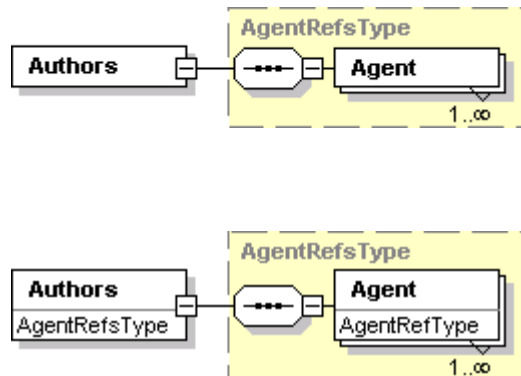 AgentRefsType
Authors
Agent
1..∞
AgentRefsType
Authors
Agent
AgentRefsType
AgentRefType
1..∞